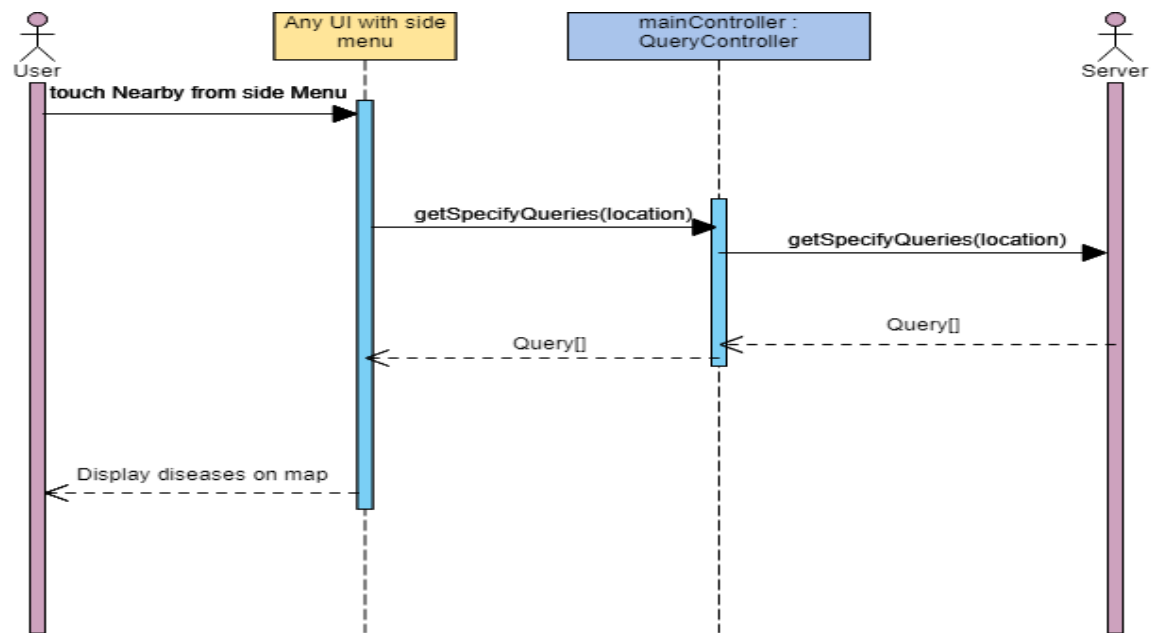 Any UI with side
menu
mainController :
QueryController
User
Server
touch Nearby from side Menu
getSpecifyQueries(location)
getSpecifyQueries(location)
Query[]
Query[]
Display diseases on map